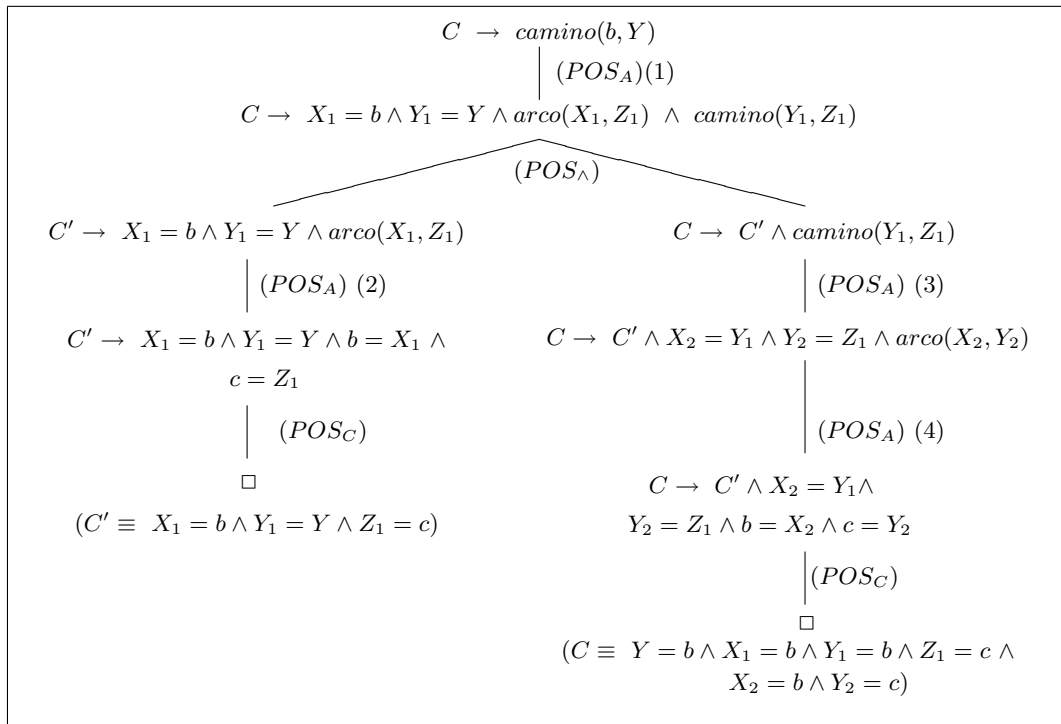 C → camino(b, Y)
(POS_A)(1)
C → X_1 = b ∧ Y_1 = Y ∧ arco(X_1, Z_1) ∧ camino(Y_1, Z_1)
(POS_∧)
C′ → X_1 = b ∧ Y_1 = Y ∧ arco(X_1, Z_1)
C → C′ ∧ camino(Y_1, Z_1)
(POS_A) (2)
(POS_A) (3)
C′ → X_1 = b ∧ Y_1 = Y ∧ b = X_1 ∧
c = Z_1
C → C′ ∧ X_2 = Y_1 ∧ Y_2 = Z_1 ∧ arco(X_2, Y_2)
(POS_C)
(POS_A) (4)
□
(C′ ≡ X_1 = b ∧ Y_1 = Y ∧ Z_1 = c)
C → C′ ∧ X_2 = Y_1∧
Y_2 = Z_1 ∧ b = X_2 ∧ c = Y_2
(POS_C)
□
(C ≡ Y = b ∧ X_1 = b ∧ Y_1 = b ∧ Z_1 = c ∧
X_2 = b ∧ Y_2 = c)